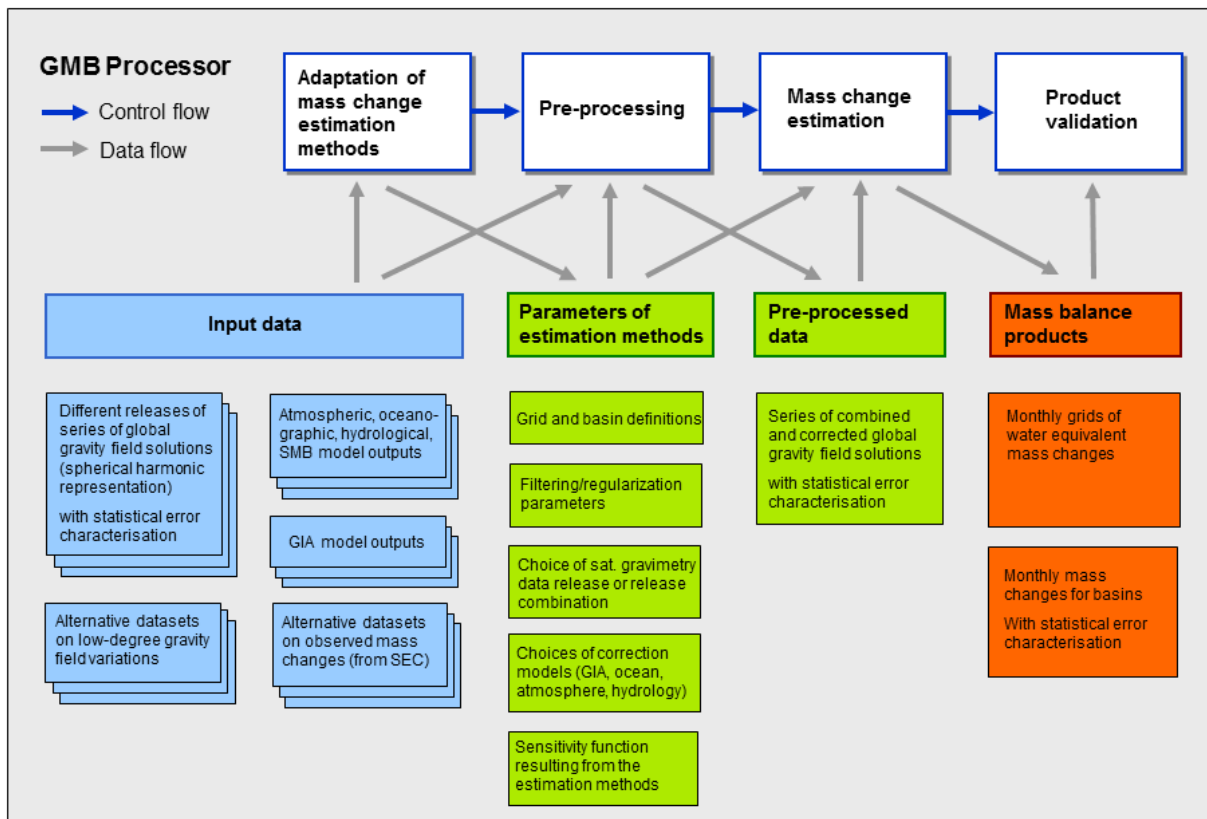 GMB Processor
Control flow
Data flow
Adaptation of
mass change
estimation
methods
Pre-processing
Mass change
estimation
Product
validation
Input data
Parameters of
estimation methods
Pre-processed
data
Mass balance
products
Different releases of
series of global
gravity field solutions
(spherical harmonic
representation)
with statistical error
characterisation
Atmospheric, oceano-
graphic, hydrological,
SMB model outputs
GIA model outputs
Alternative datasets
on low-degree gravity
field variations
Alternative datasets
on observed mass
changes (from SEC)
Grid and basin definitions
Filtering/regularization
parameters
Choice of sat. gravimetry
data release or release
combination
Choices of correction
models (GIA, ocean,
atmosphere, hydrology)
Sensitivity function
resulting from the
estimation methods
Series of combined
and corrected global
gravity field solutions
with statistical error
characterisation
Monthly grids of
water equivalent
mass changes
Monthly mass
changes for basins
With statistical error
characterisation